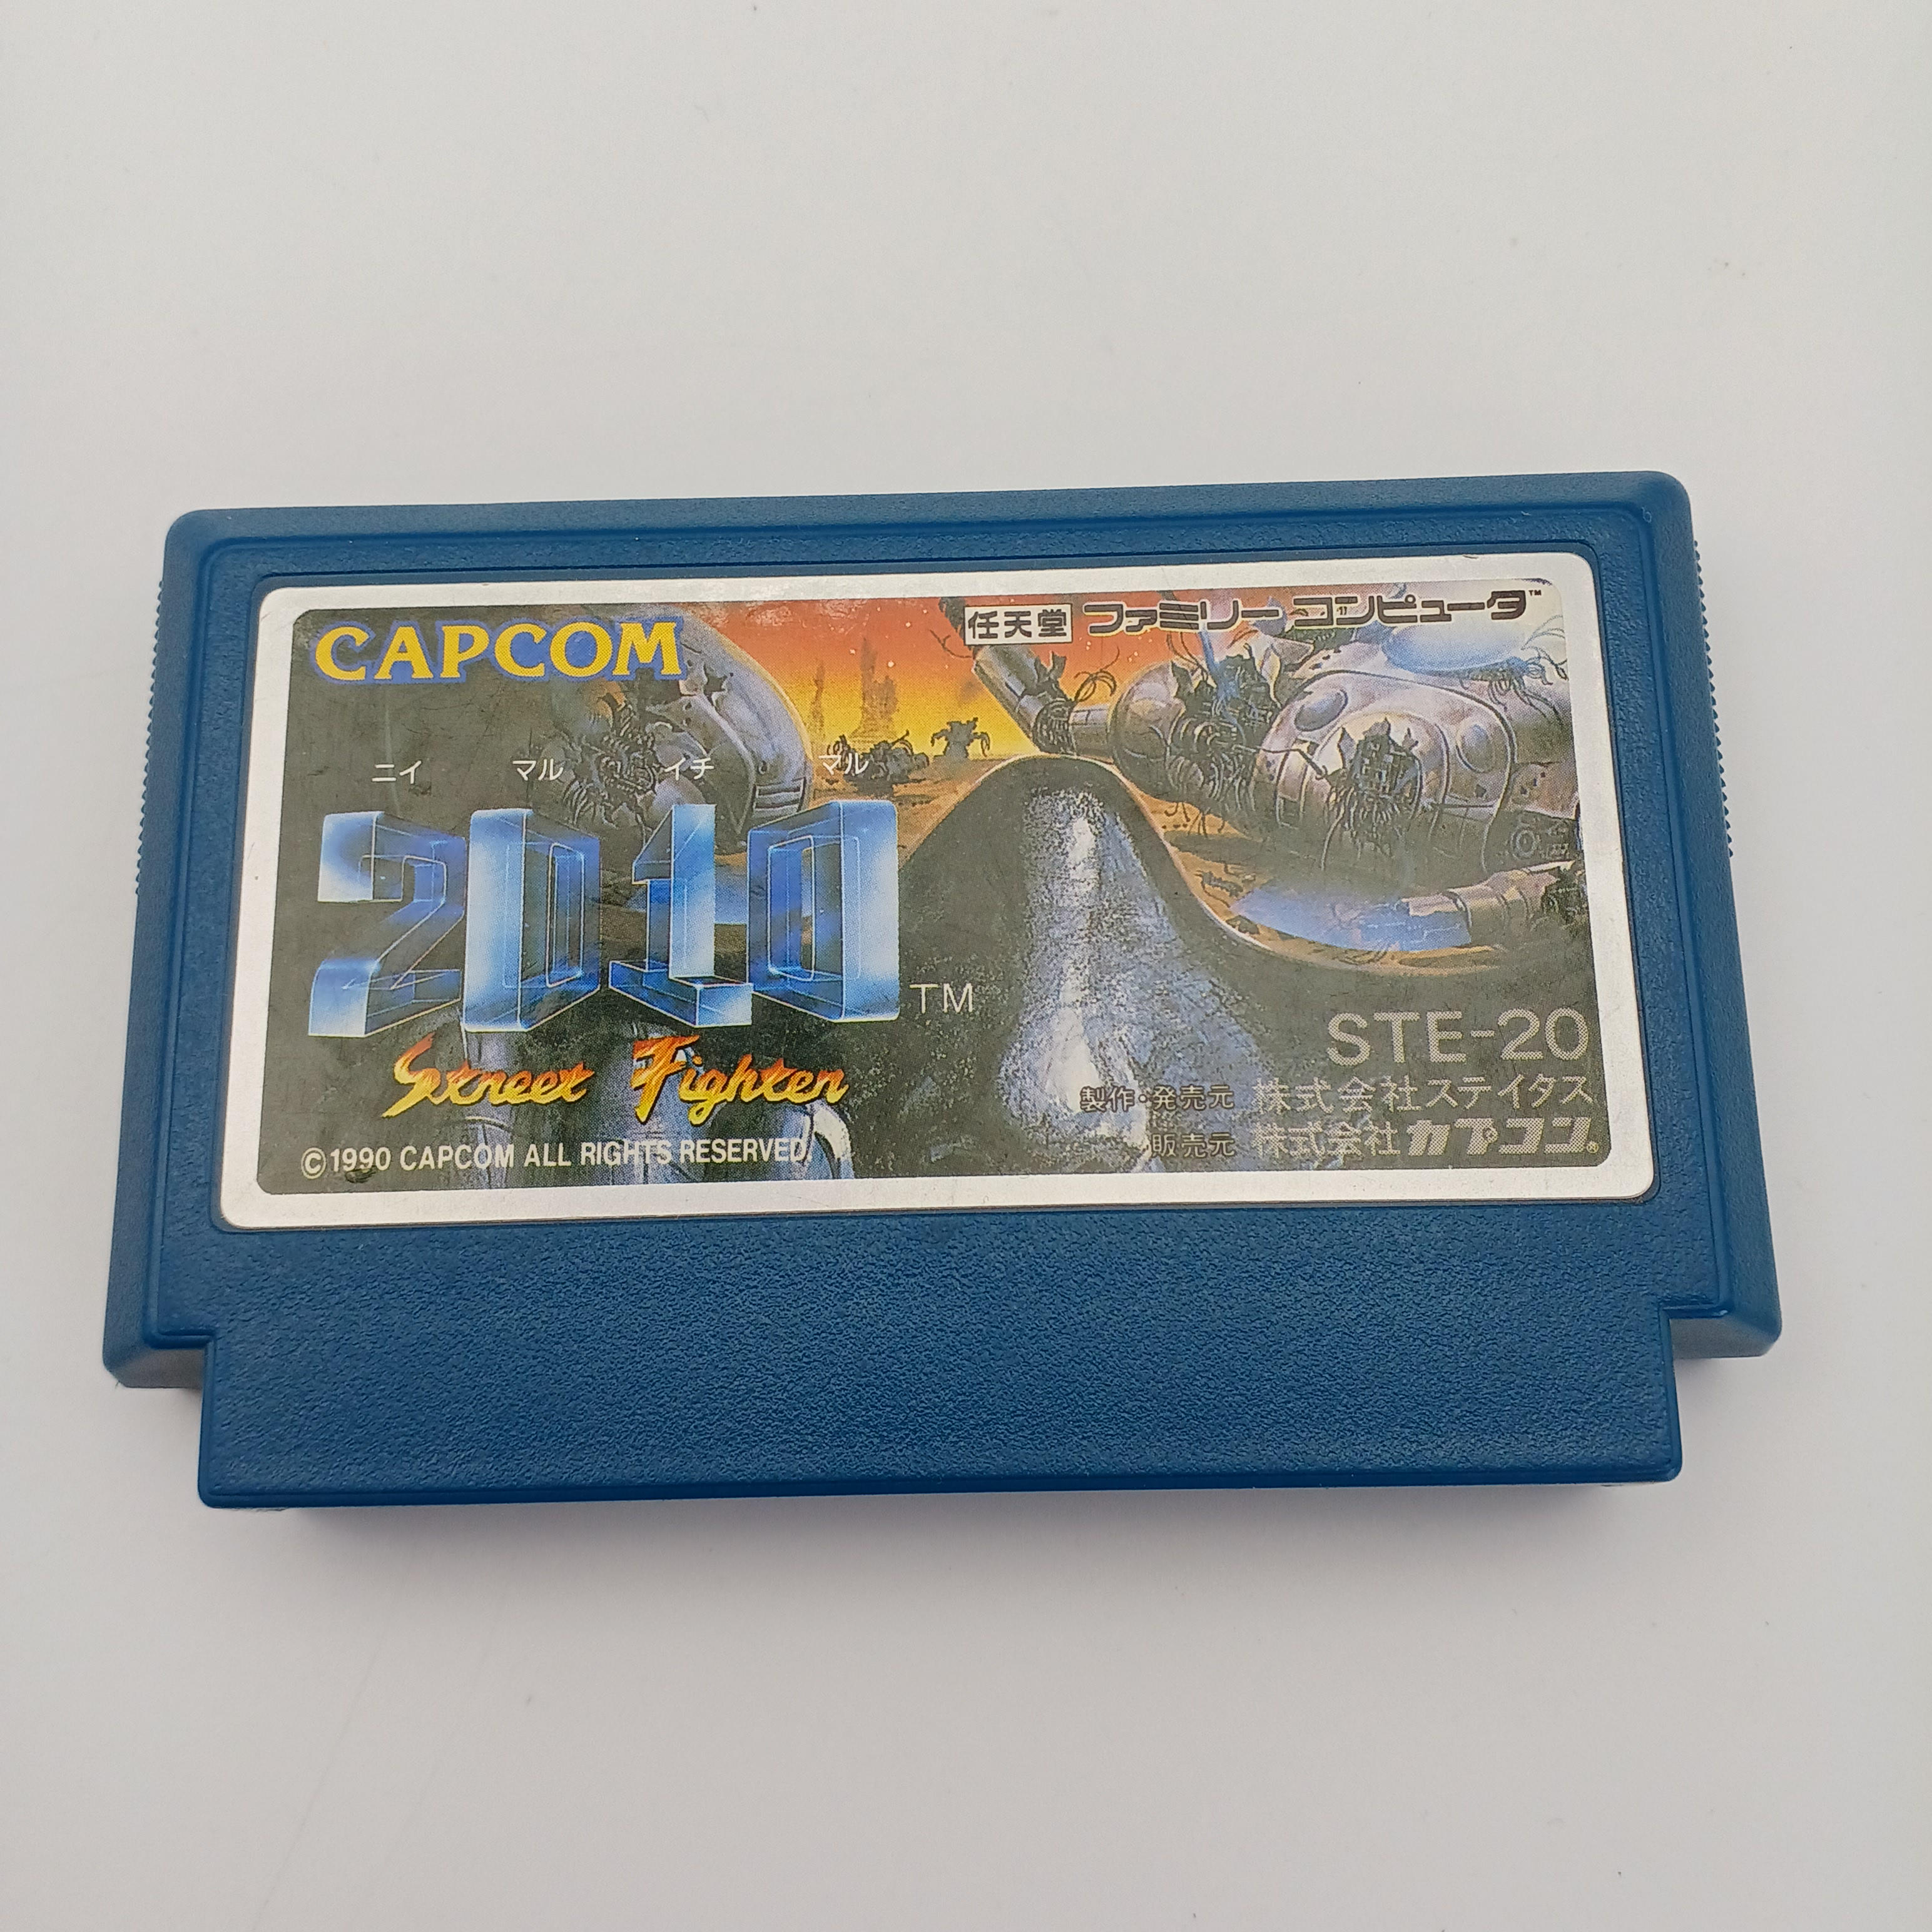 CAPCOM
任天堂 ファミリーコンピュータ™
ニイ マル イチ マル
2010 TM
Street Fighter
STE-20
製作・発売元 株式会社ステイタス
販売元 株式会社カプコン®
©1990 CAPCOM ALL RIGHTS RESERVED.